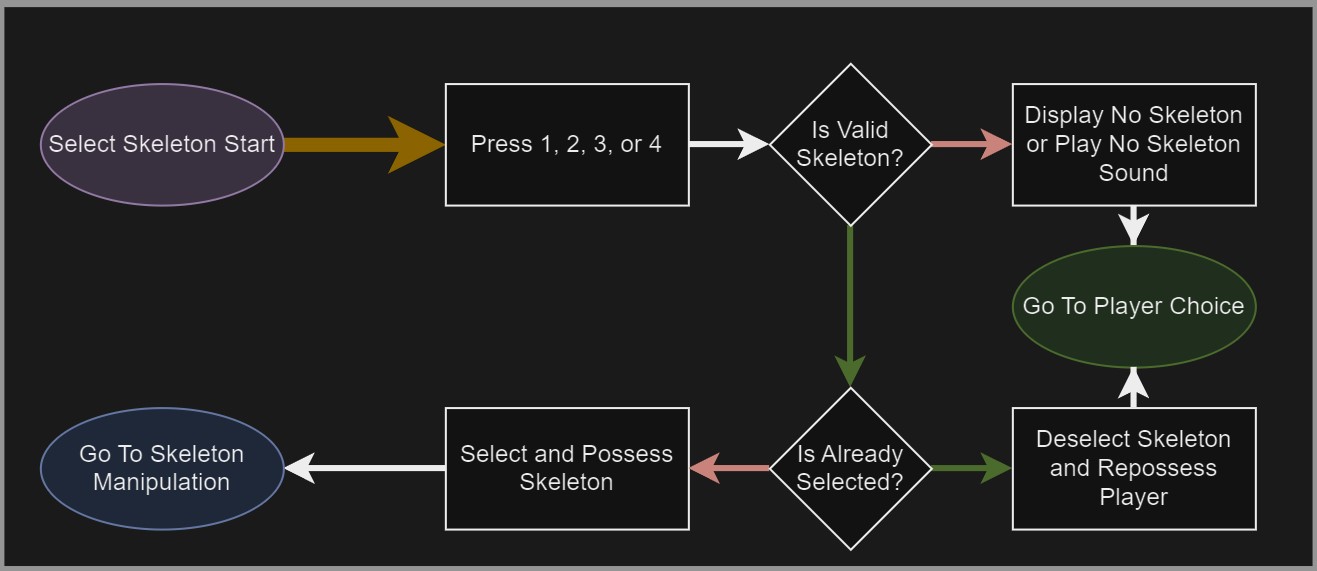 Select Skeleton Start
Press 1, 2, 3, or 4
Is Valid
Skeleton?
Display No Skeleton
or Play No Skeleton
Sound
Go To Player Choice
Go To Skeleton
Manipulation
Select and Possess
Skeleton
Is Already
Selected?
Deselect Skeleton
and Repossess
Player